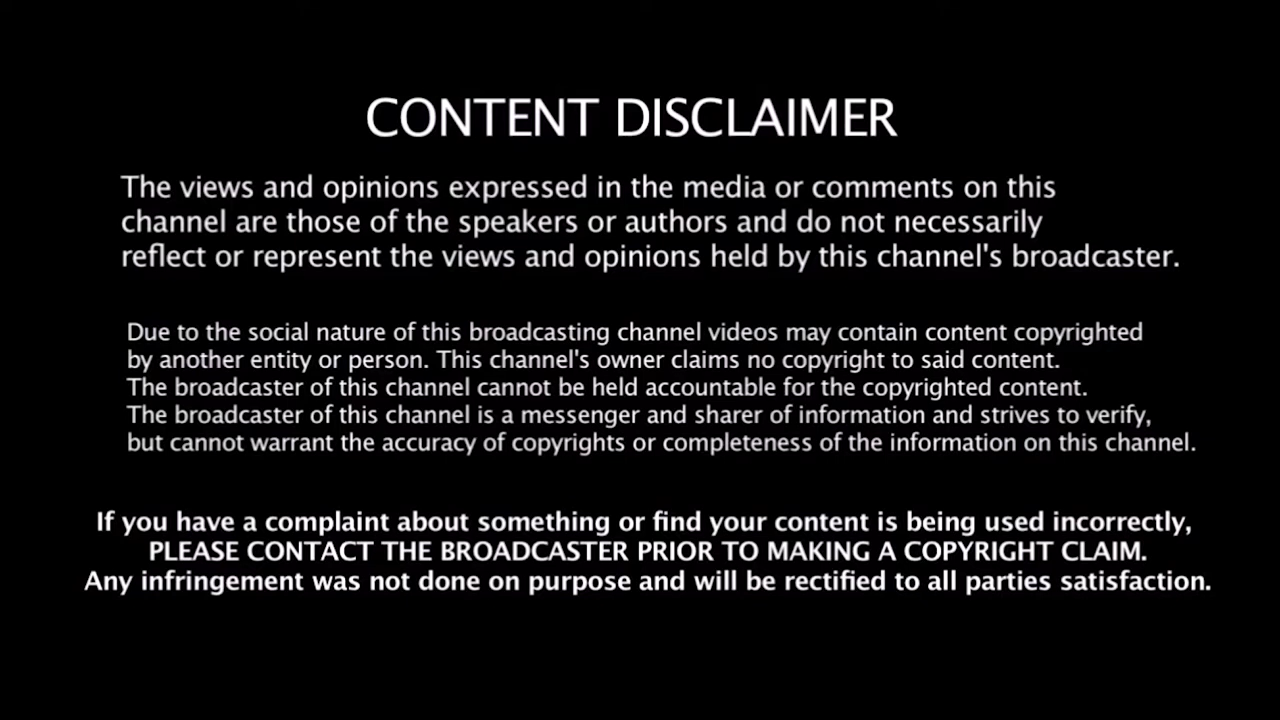 CONTENT DISCLAIMER
The views and opinions expressed in the media or comments on this
channel are those of the speakers or authors and do not necessarily
reflect or represent the views and opinions held by this channel's broadcaster.
Due to the social nature of this broadcasting channel videos may contain content copyrighted
by another entity or person. This channel's owner claims no copyright to said content.
The broadcaster of this channel cannot be held accountable for the copyrighted content.
The broadcaster of this channel is a messenger and sharer of information and strives to verify,
but cannot warrant the accuracy of copyrights or completeness of the information on this channel.
If you have a complaint about something or find your content is being used incorrectly,
PLEASE CONTACT THE BROADCASTER PRIOR TO MAKING A COPYRIGHT CLAIM.
Any infringement was not done on purpose and will be rectified to all parties satisfaction.